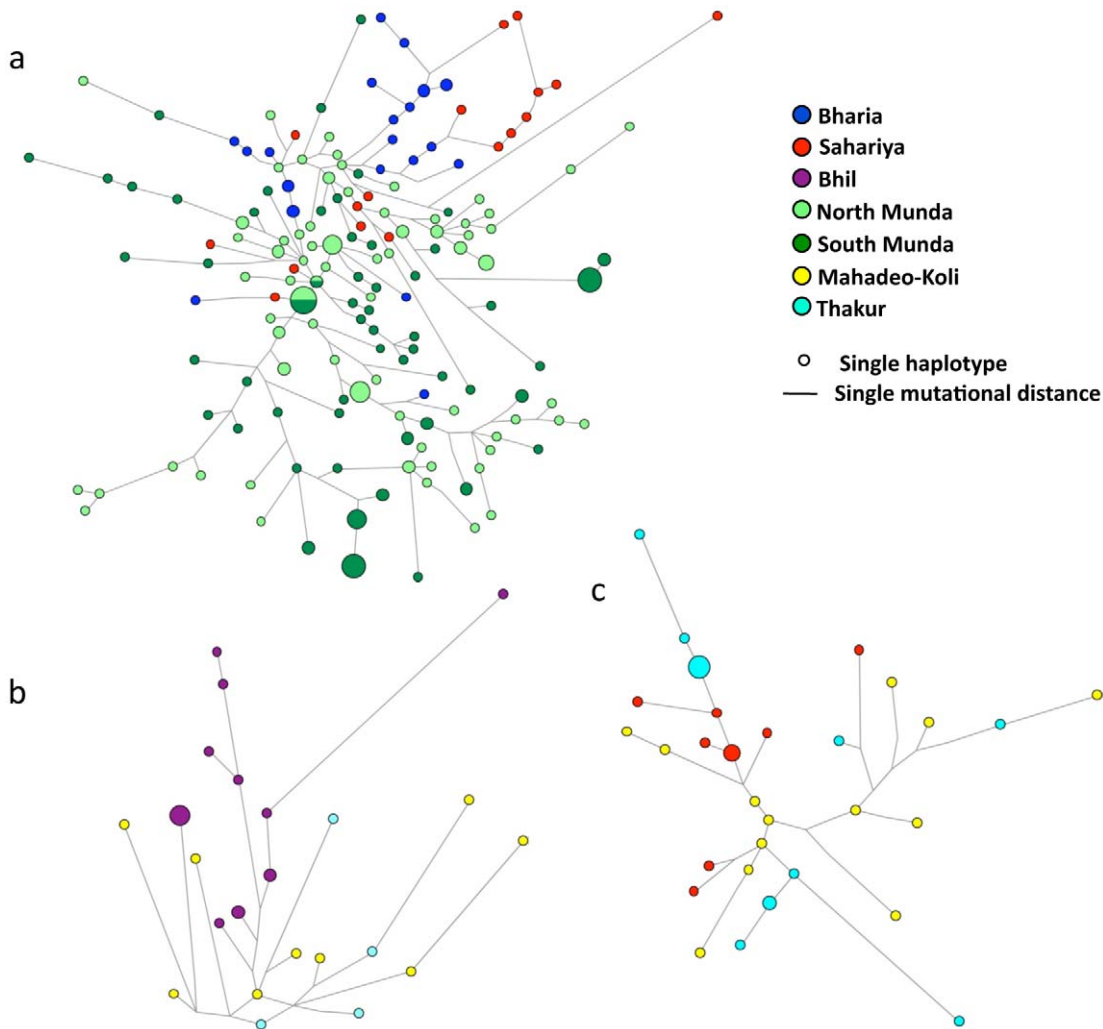 a
Bharia
Sahariya
Bhil
North Munda
South Munda
Mahadeo-Koli
Thakur
Single haplotype
Single mutational distance
b
c